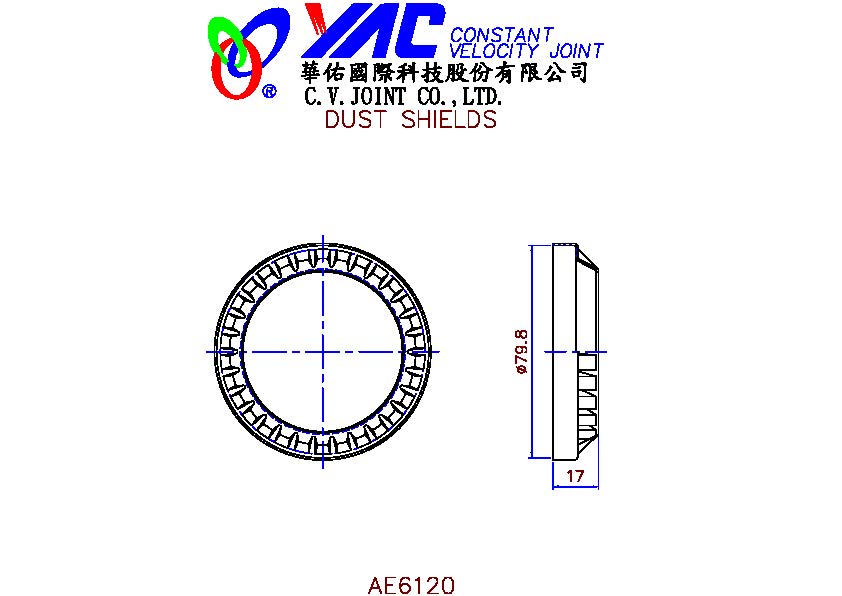 YAC CONSTANT
VELOCITY JOINT
®
華佑國際科技股份有限公司
C.V.JOINT CO.,LTD.
DUST SHIELDS
ø79.8
17
AE6120